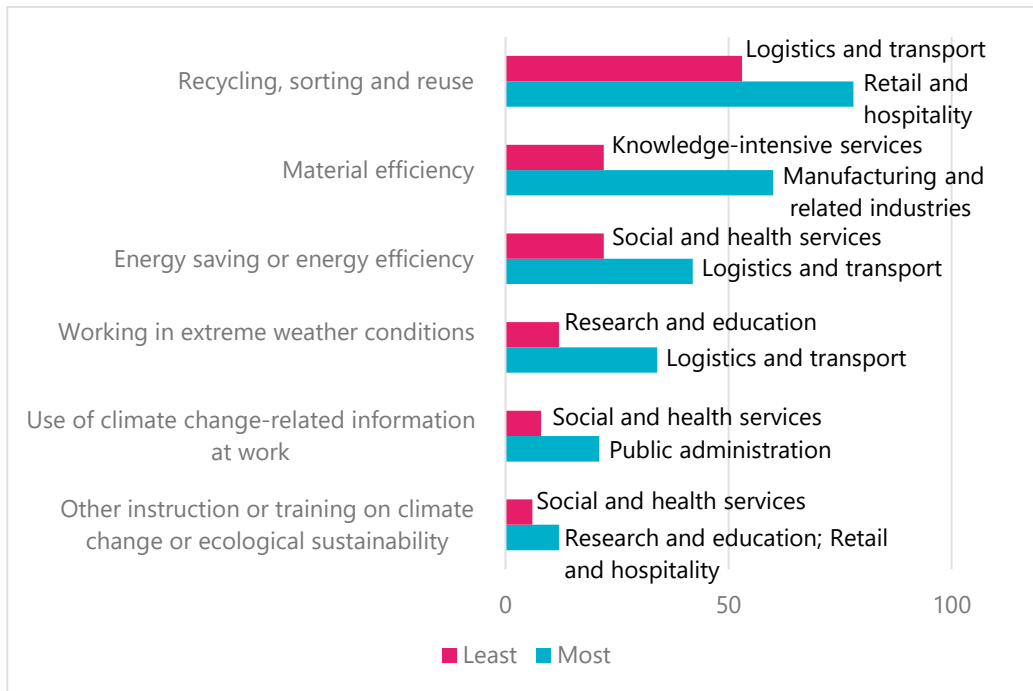 Logistics and transport
Recycling, sorting and reuse
Retail and
hospitality
Knowledge-intensive services
Material efficiency
Manufacturing and
related industries
Social and health services
Energy saving or energy efficiency
Logistics and transport
Research and education
Working in extreme weather conditions
Logistics and transport
Use of climate change-related information
at work
Social and health services
Public administration
Other instruction or training on climate
change or ecological sustainability
Social and health services
Research and education; Retail
and hospitality
0 50 100
Least Most